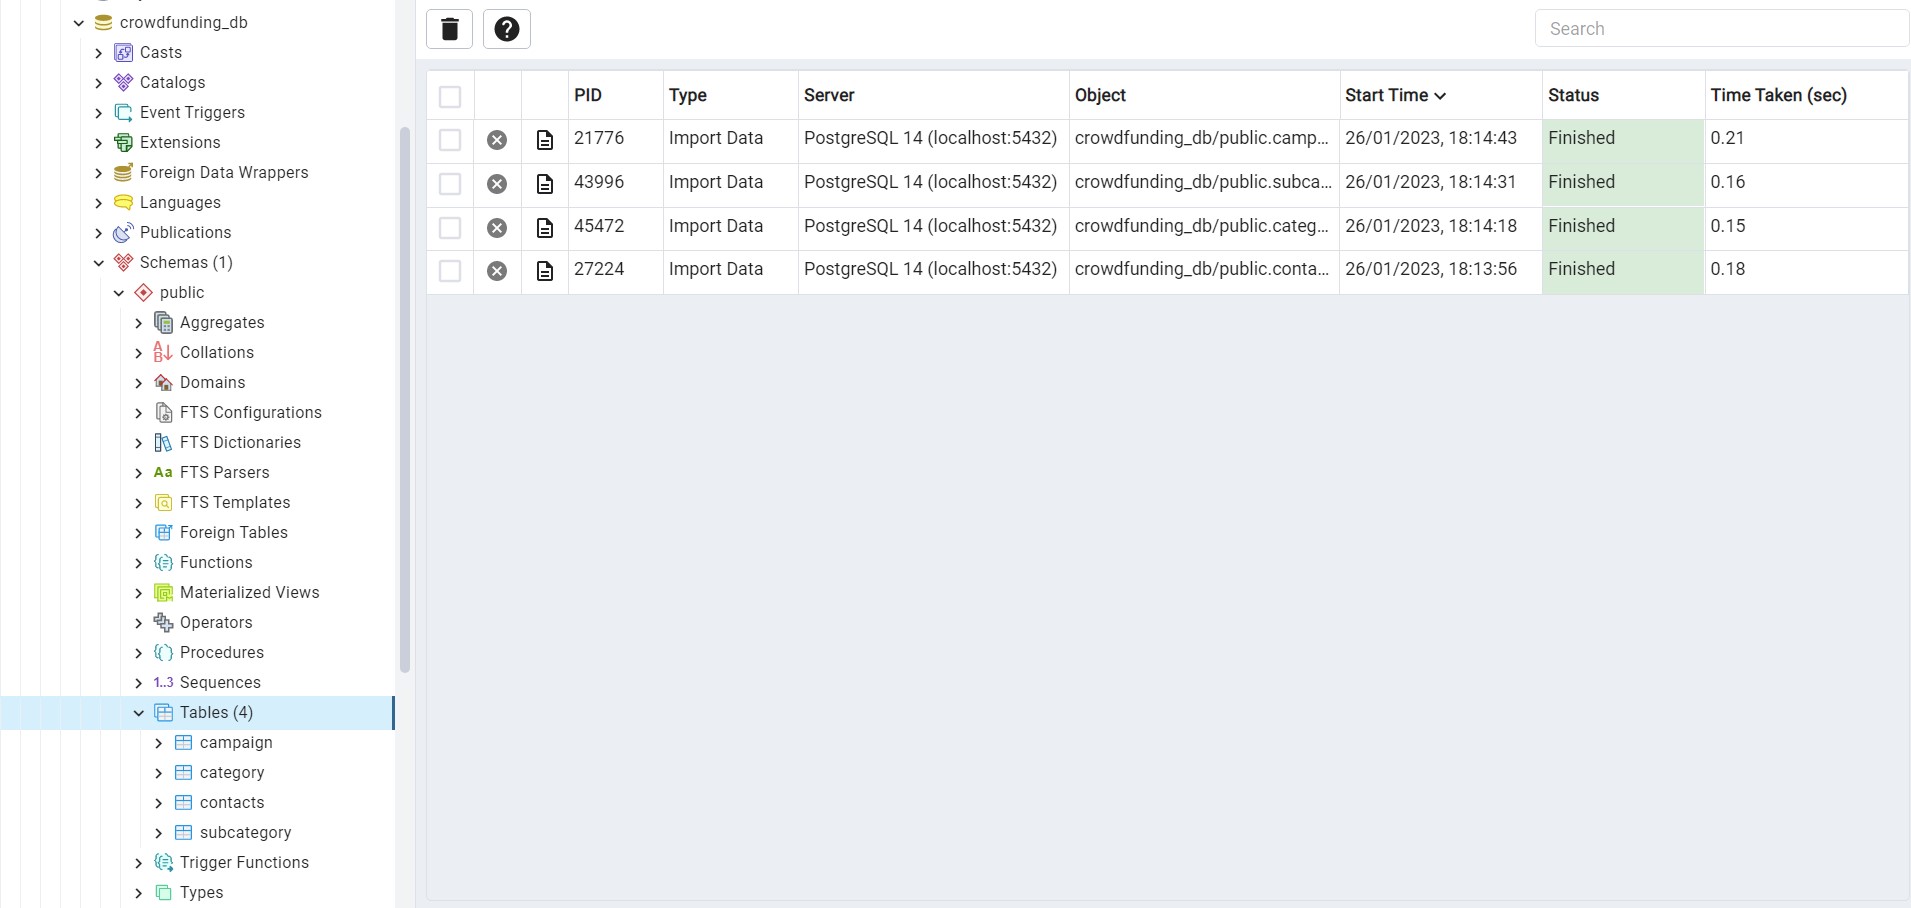 crowdfunding_db
Casts
Catalogs
Event Triggers
Extensions
Foreign Data Wrappers
Languages
Publications
Schemas (1)
public
Aggregates
Collations
Domains
FTS Configurations
FTS Dictionaries
Aa FTS Parsers
FTS Templates
Foreign Tables
Functions
Materialized Views
Operators
Procedures
1..3 Sequences
Tables (4)
campaign
category
contacts
subcategory
Trigger Functions
Types
Search
PID Type Server Object Start Time Status Time Taken (sec)
21776 Import Data PostgreSQL 14 (localhost:5432) crowdfunding_db/public.camp... 26/01/2023, 18:14:43 Finished 0.21
43996 Import Data PostgreSQL 14 (localhost:5432) crowdfunding_db/public.subca... 26/01/2023, 18:14:31 Finished 0.16
45472 Import Data PostgreSQL 14 (localhost:5432) crowdfunding_db/public.categ... 26/01/2023, 18:14:18 Finished 0.15
27224 Import Data PostgreSQL 14 (localhost:5432) crowdfunding_db/public.conta... 26/01/2023, 18:13:56 Finished 0.18